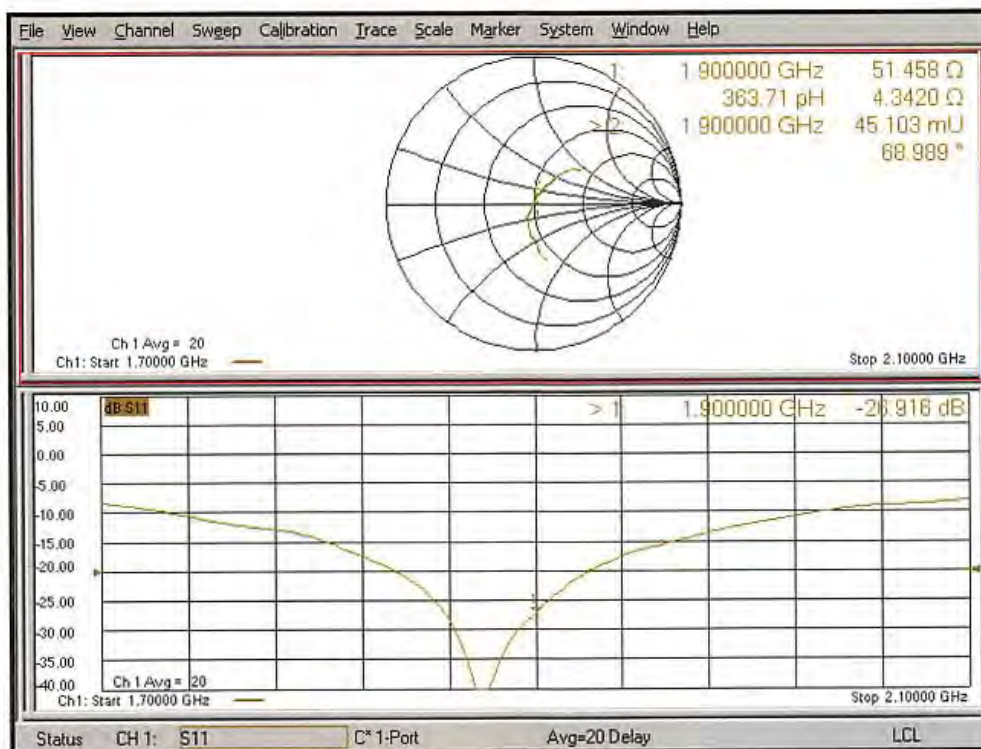 File View Channel Sweep Calibration Trace Scale Marker System Window Help
1: 1.900000 GHz 51.458 Ω
363.71 pH 4.3420 Ω
> 2: 1.900000 GHz 45.103 mU
68.989 °
Ch 1 Avg = 20
Ch1: Start 1.70000 GHz Stop 2.10000 GHz
10.00 dB S11 > 1: 1.900000 GHz -26.916 dB
5.00
0.00
-5.00
-10.00
-15.00
-20.00
-25.00
-30.00
-35.00
-40.00
1
Ch 1 Avg = 20
Ch1: Start 1.70000 GHz Stop 2.10000 GHz
Status CH 1: S11 C* 1-Port Avg=20 Delay LCL